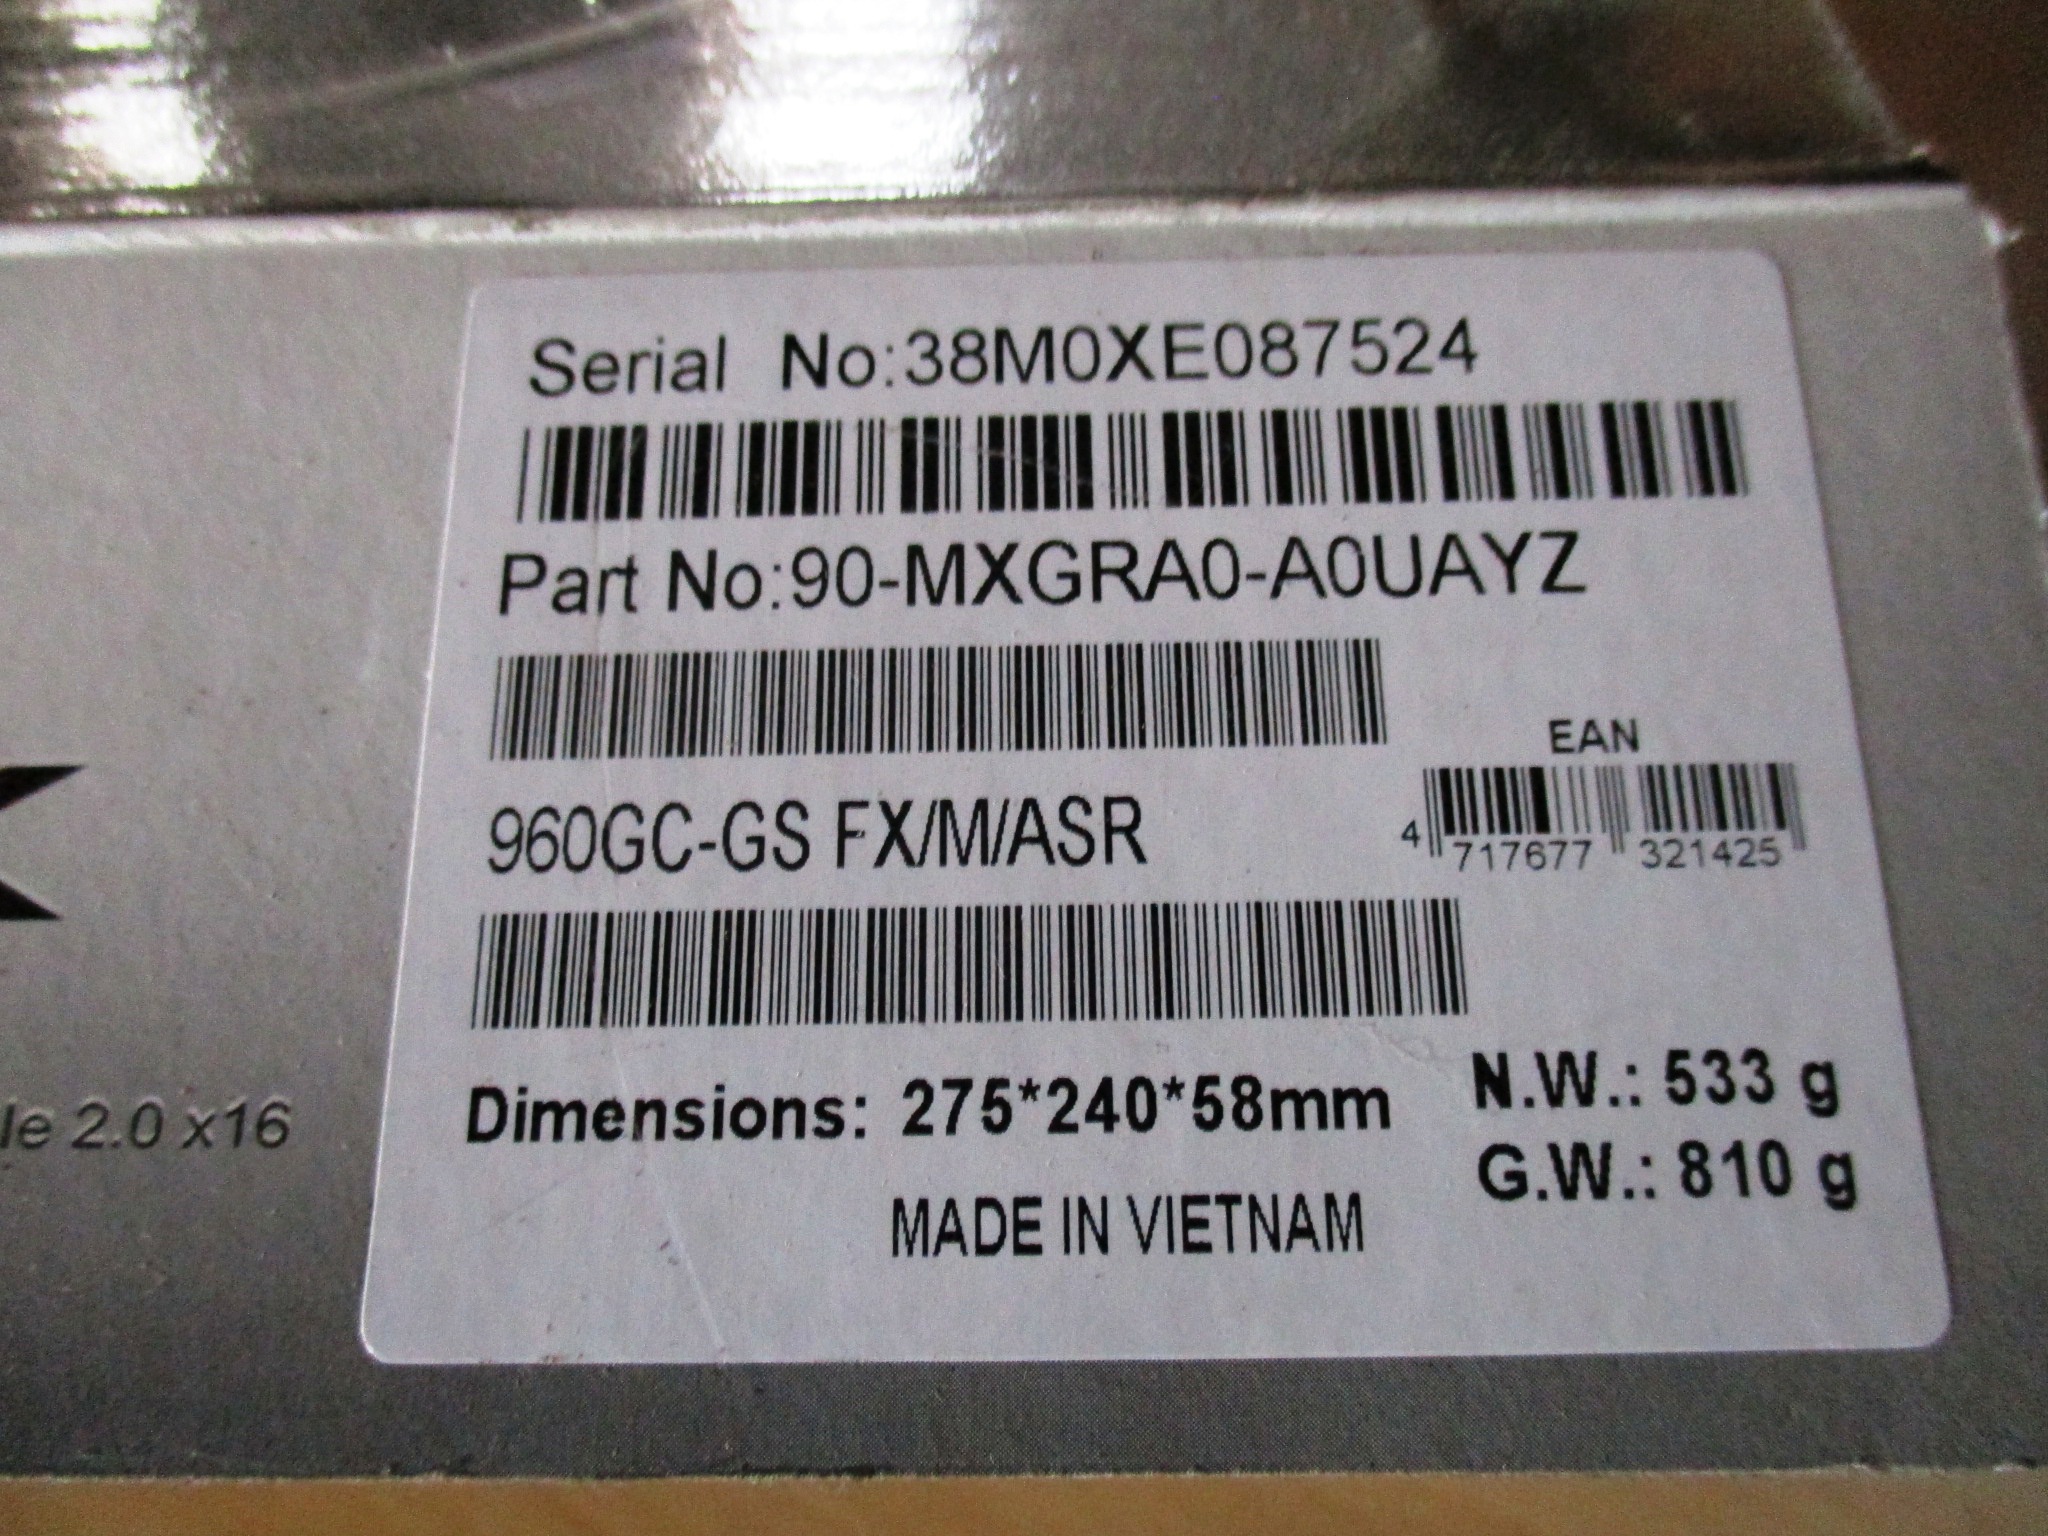 Serial No:38M0XE087524
Part No:90-MXGRA0-A0UAYZ
EAN
4 717677 321425
960GC-GS FX/M/ASR
le 2.0 x16
Dimensions: 275*240*58mm
N.W.: 533 g
G.W.: 810 g
MADE IN VIETNAM